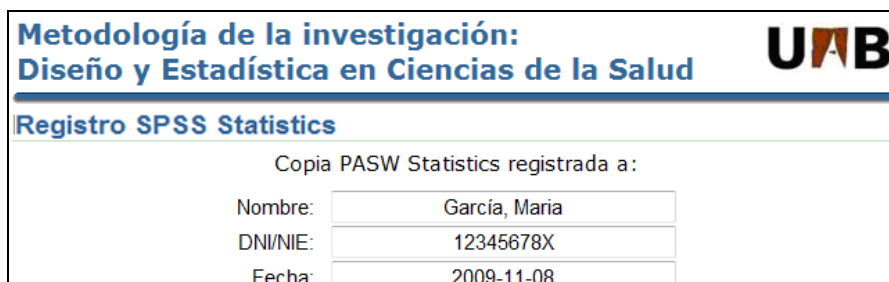 Metodología de la investigación:
Diseño y Estadística en Ciencias de la Salud
UAB
Registro SPSS Statistics
Copia PASW Statistics registrada a:
Nombre: García, Maria
DNI/NIE: 12345678X
Fecha: 2009-11-08